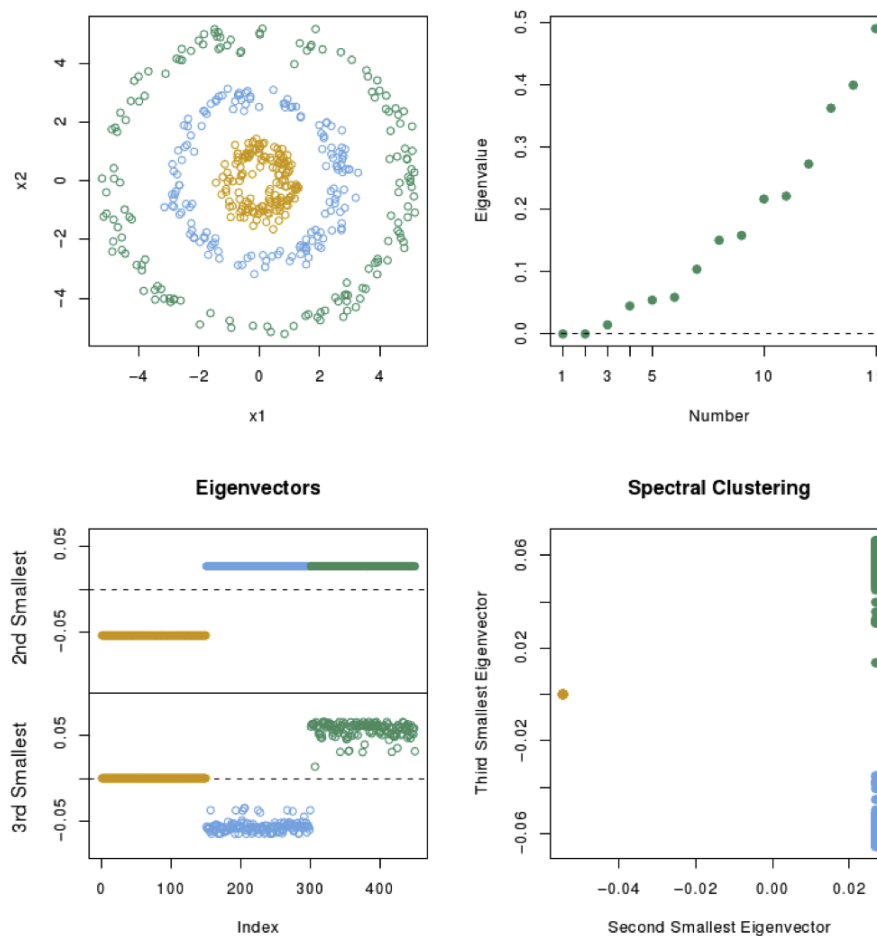 4
2
0
−2
−4
x2
−4 −2 0 2 4
x1
0.5
0.4
0.3
0.2
0.1
0.0
Eigenvalue
1 3 5 10
Number
Eigenvectors
0.05
−0.05
2nd Smallest
0.05
−0.05
3rd Smallest
0 100 200 300 400
Index
Spectral Clustering
0.06
0.02
−0.02
−0.06
Third Smallest Eigenvector
−0.04 −0.02 0.00 0.02
Second Smallest Eigenvector